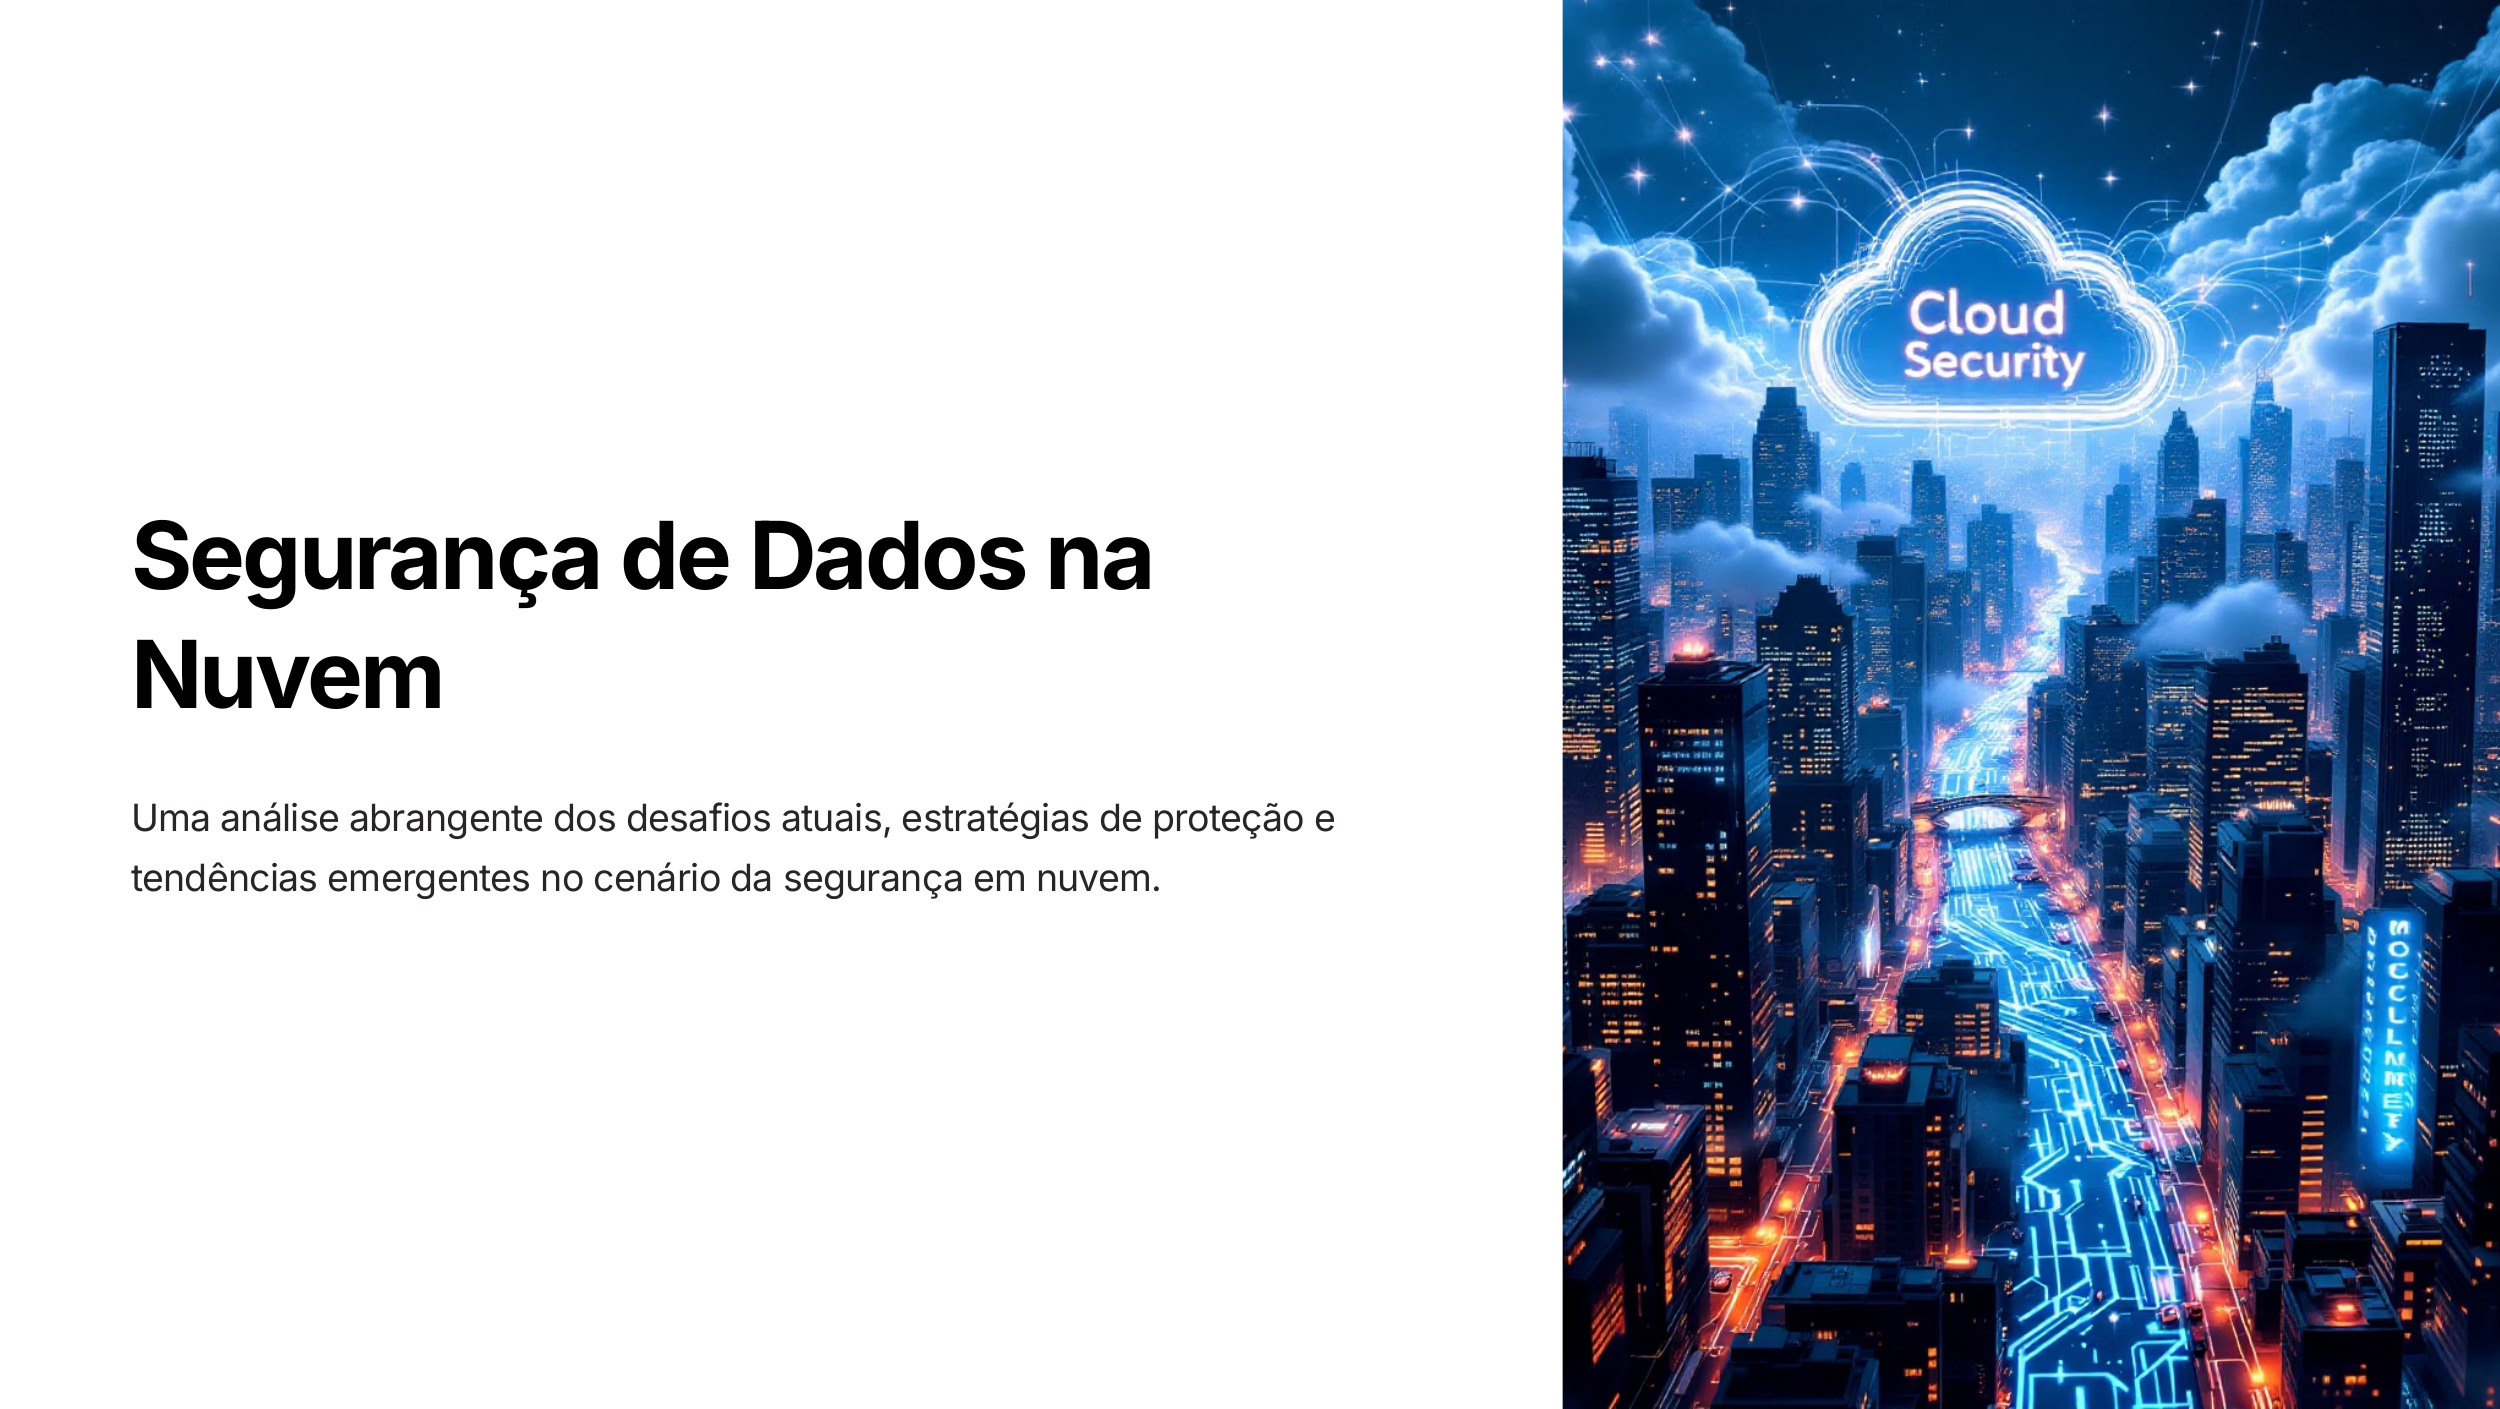 Segurança de Dados na
Nuvem
Uma análise abrangente dos desafios atuais, estratégias de proteção e
tendências emergentes no cenário da segurança em nuvem.
Cloud
Security